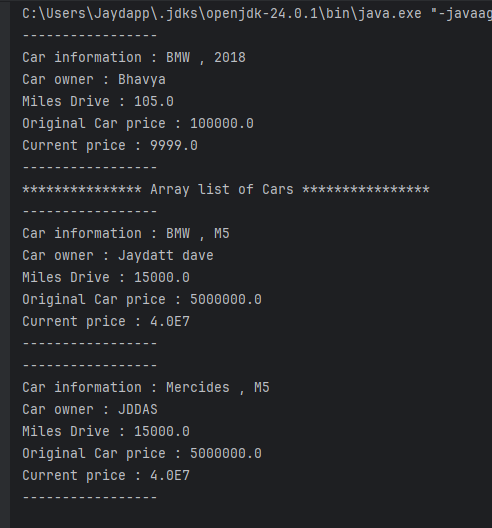 C:\Users\Jaydapp\.jdks\openjdk-24.0.1\bin\java.exe "-javaag
-----------------
Car information : BMW , 2018
Car owner : Bhavya
Miles Drive : 105.0
Original Car price : 100000.0
Current price : 9999.0
-----------------
*************** Array list of Cars ****************
-----------------
Car information : BMW , M5
Car owner : Jaydatt dave
Miles Drive : 15000.0
Original Car price : 5000000.0
Current price : 4.0E7
-----------------
-----------------
Car information : Mercides , M5
Car owner : JDDAS
Miles Drive : 15000.0
Original Car price : 5000000.0
Current price : 4.0E7
-----------------